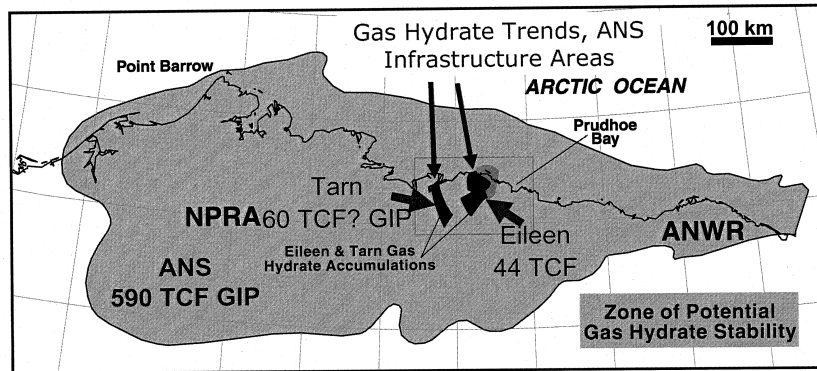 Gas Hydrate Trends, ANS
Infrastructure Areas
100 km
Point Barrow
ARCTIC OCEAN
Prudhoe
Bay
Tarn
NPRA 60 TCF? GIP
Eileen & Tarn Gas
Hydrate Accumulations
Eileen
44 TCF
ANWR
ANS
590 TCF GIP
Zone of Potential
Gas Hydrate Stability